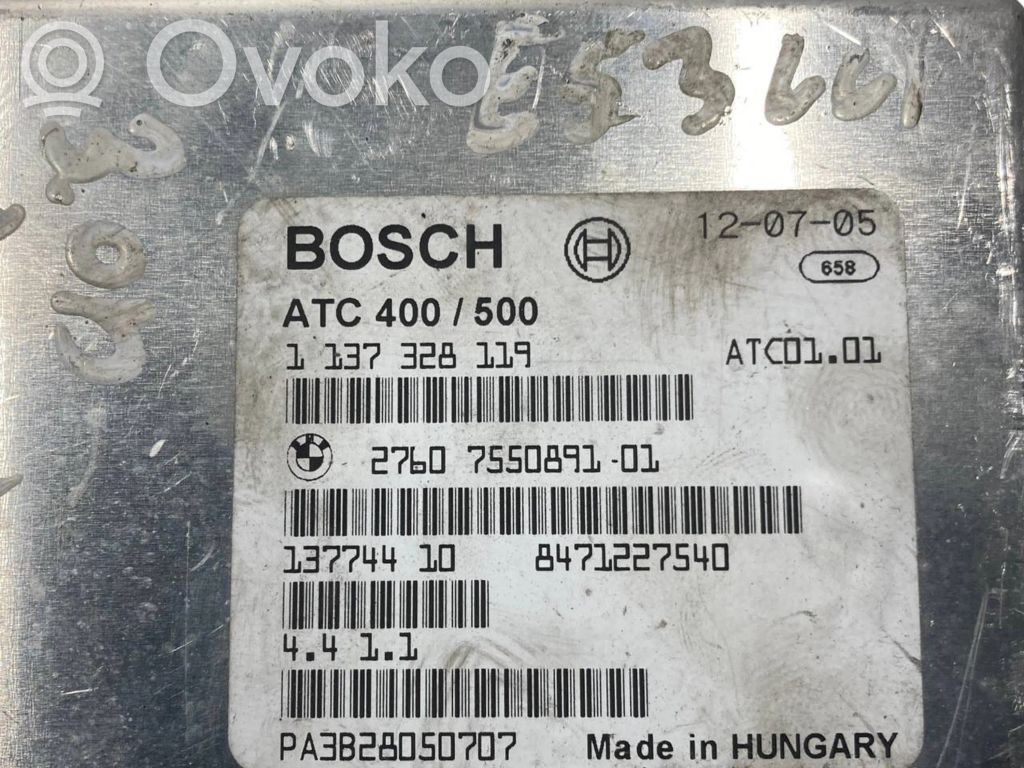 Ovoko
E53 4.4i
BOSCH
12-07-05
658
ATC 400 / 500
1 137 328 119 ATC01.01
2760 7550891-01
137744 10 8471227540
4.4 1.1
PA3B28050707 Made in HUNGARY